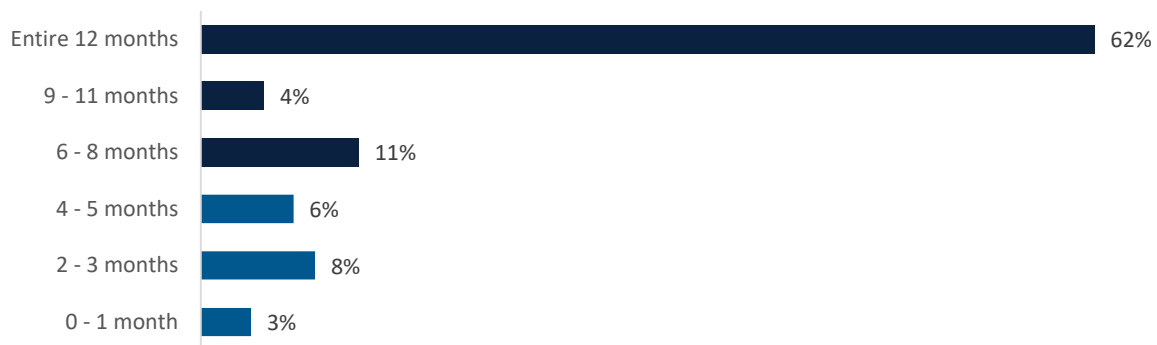 Entire 12 months 62%
9 - 11 months 4%
6 - 8 months 11%
4 - 5 months 6%
2 - 3 months 8%
0 - 1 month 3%